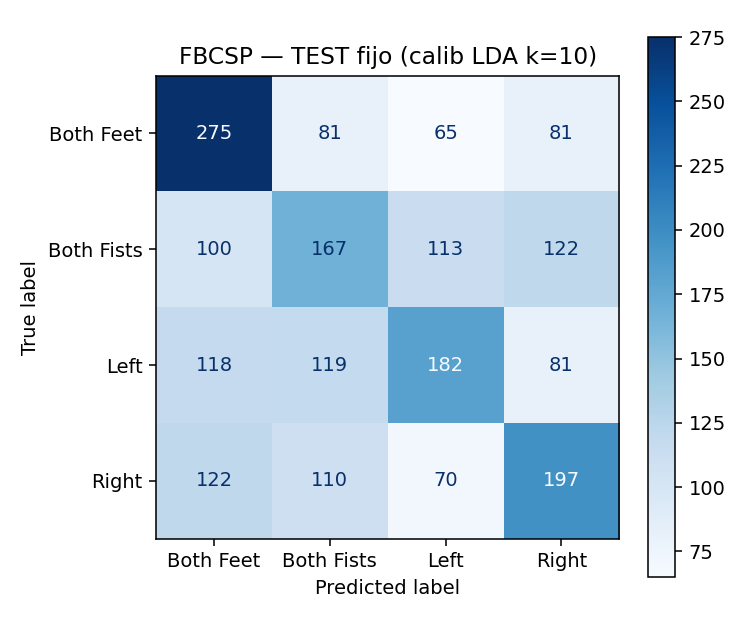 FBCSP — TEST fijo (calib LDA k=10)
True label
Both Feet 275 81 65 81
Both Fists 100 167 113 122
Left 118 119 182 81
Right 122 110 70 197
Both Feet Both Fists Left Right
Predicted label
275
250
225
200
175
150
125
100
75